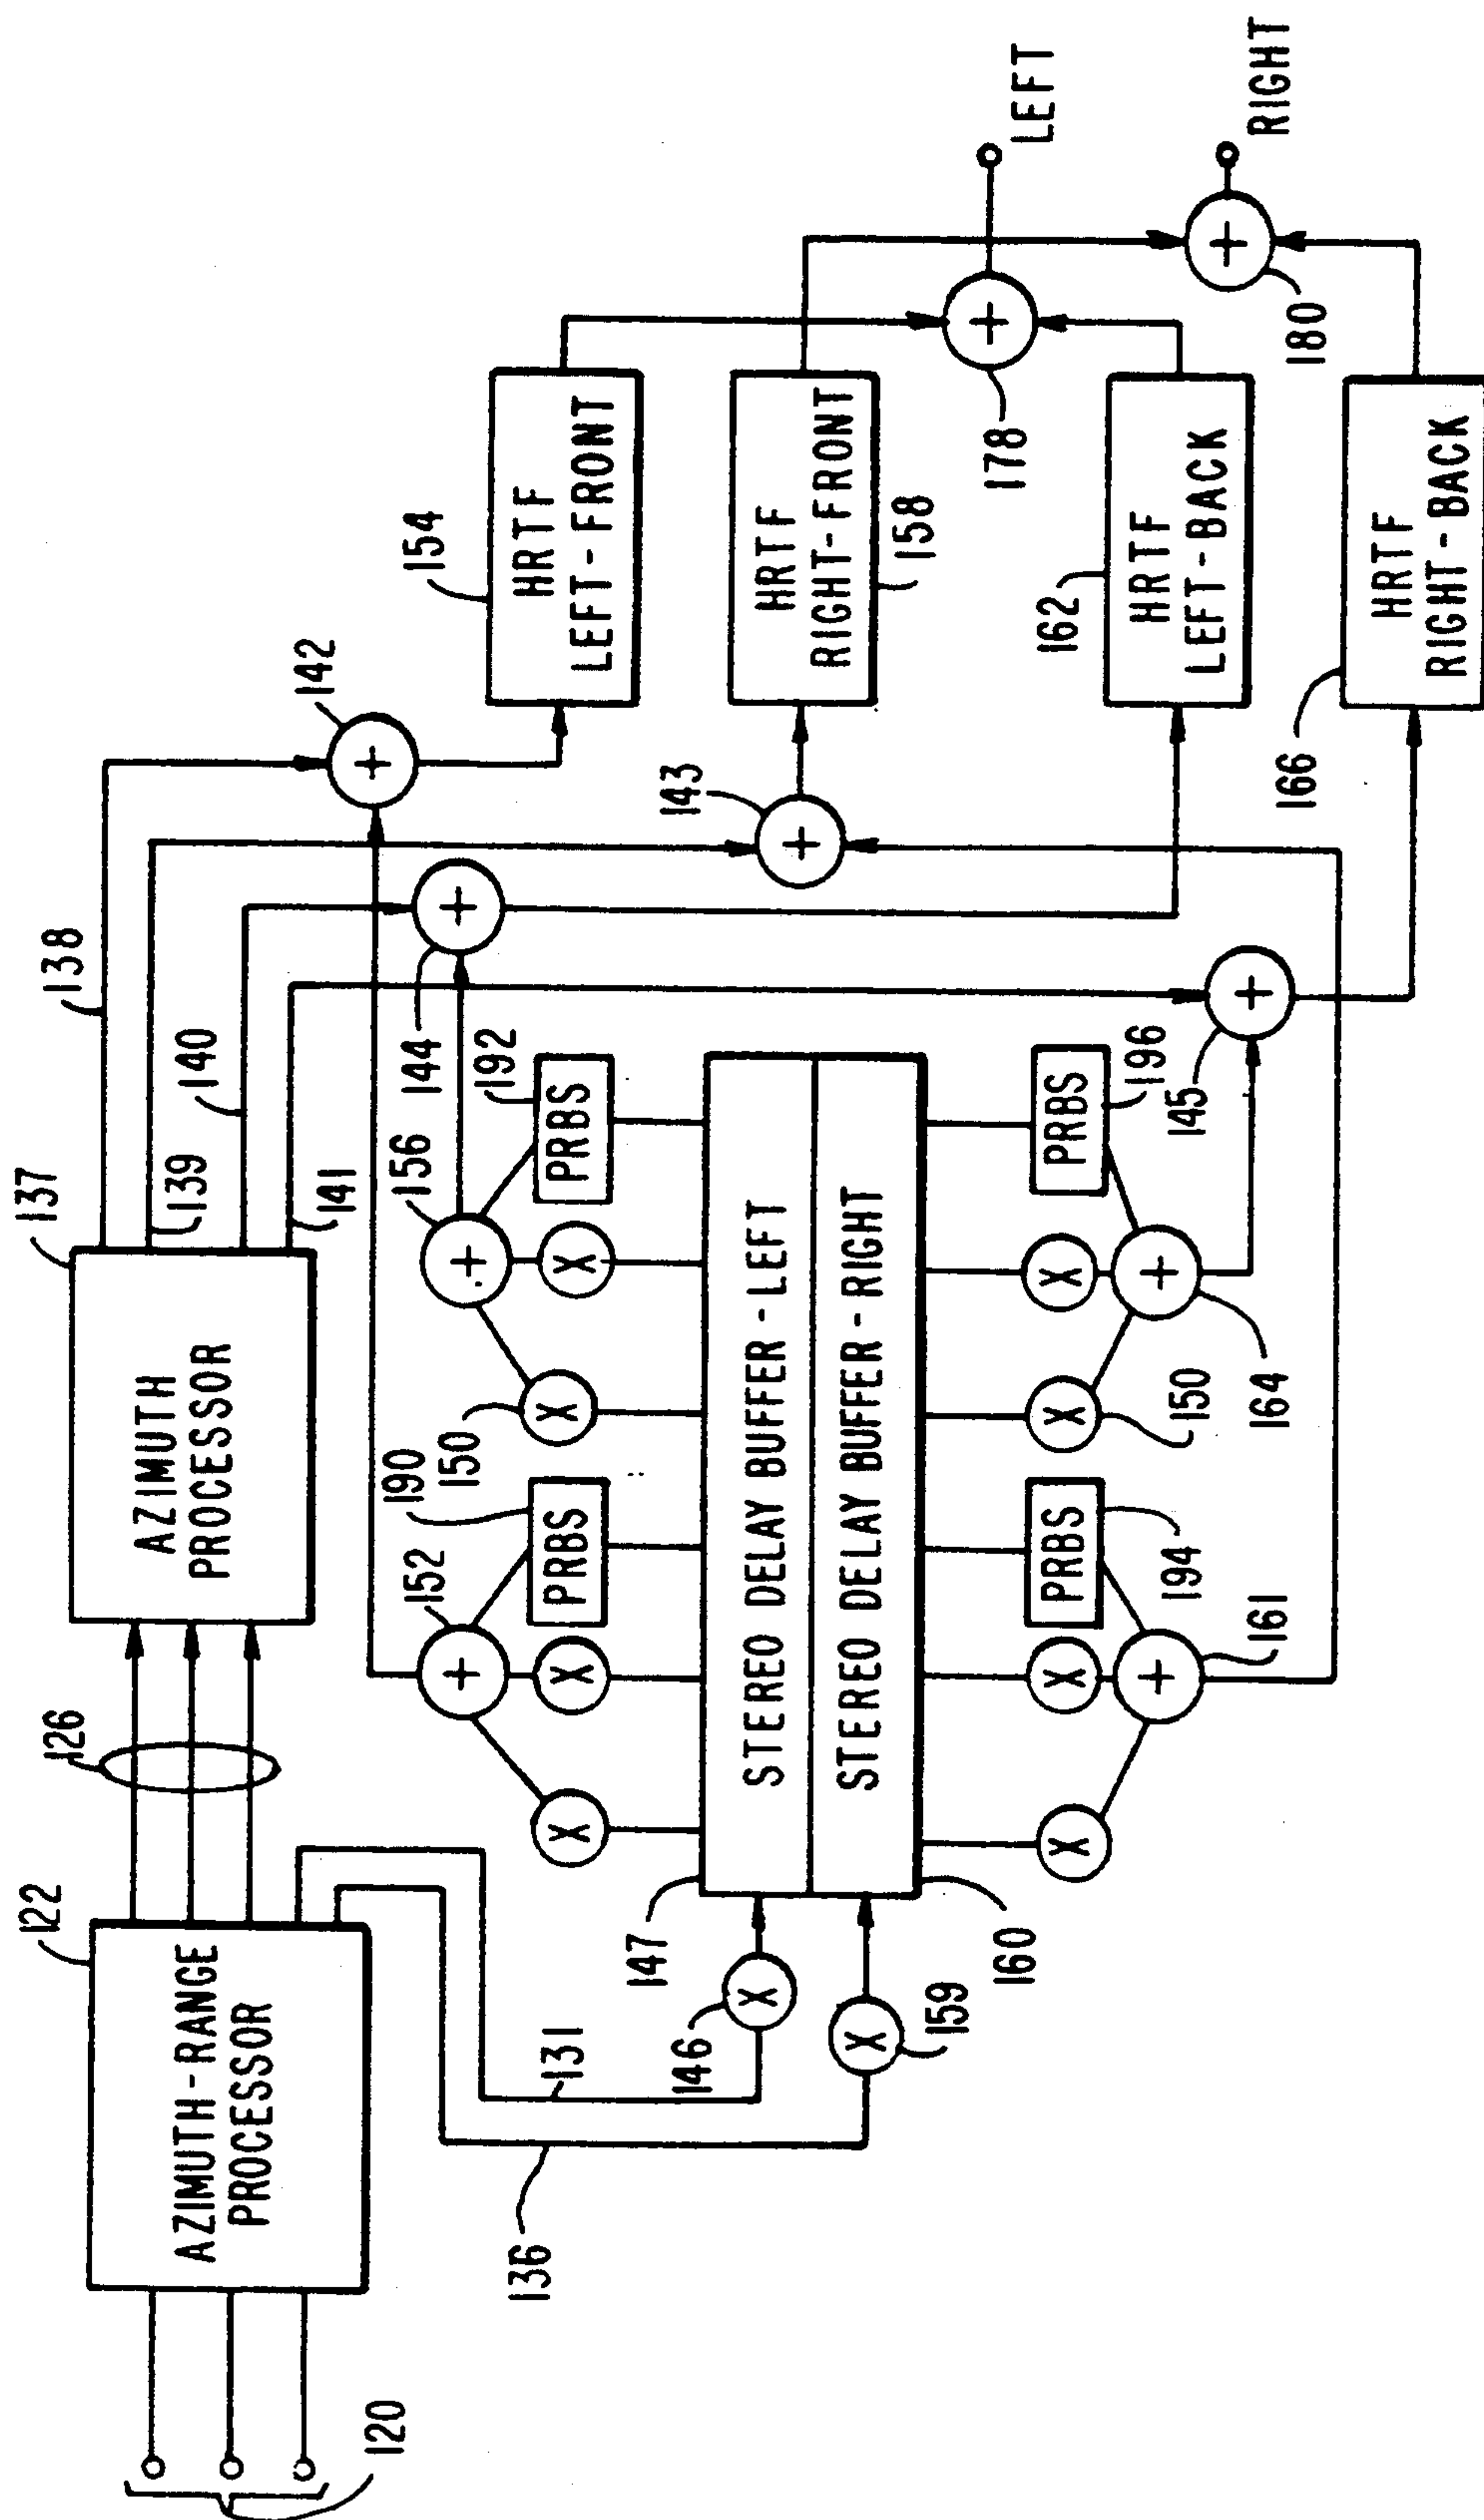 120
122
AZIMUTH-RANGE
PROCESSOR
126
137
AZIMUTH
PROCESSOR
138
139
140
141
142
143
144
145
136
131
146
159
147
160
STEREO DELAY BUFFER-LEFT
STEREO DELAY BUFFER-RIGHT
X
X
X
X
X
X
X
X
X
X
+
+
+
+
+
+
+
+
+
+
152
190
PRBS
150
156
192
PRBS
161
194
PRBS
150
164
196
PRBS
154
HRTF
LEFT-FRONT
HRTF
RIGHT-FRONT
158
162
HRTF
LEFT-BACK
166
HRTF
RIGHT-BACK
178
180
LEFT
RIGHT